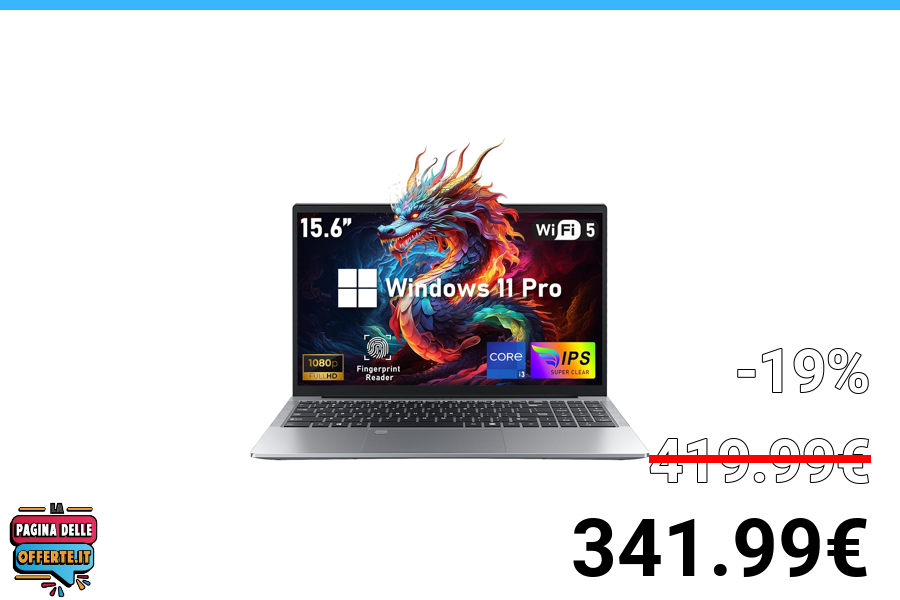 15.6”
WiFi 5
Windows 11 Pro
1080p
FULL HD
Fingerprint
Reader
CORE
i3
IPS
SUPER CLEAR
-19%
419.99€
341.99€
LA
PAGINA DELLE
OFFERTE.IT